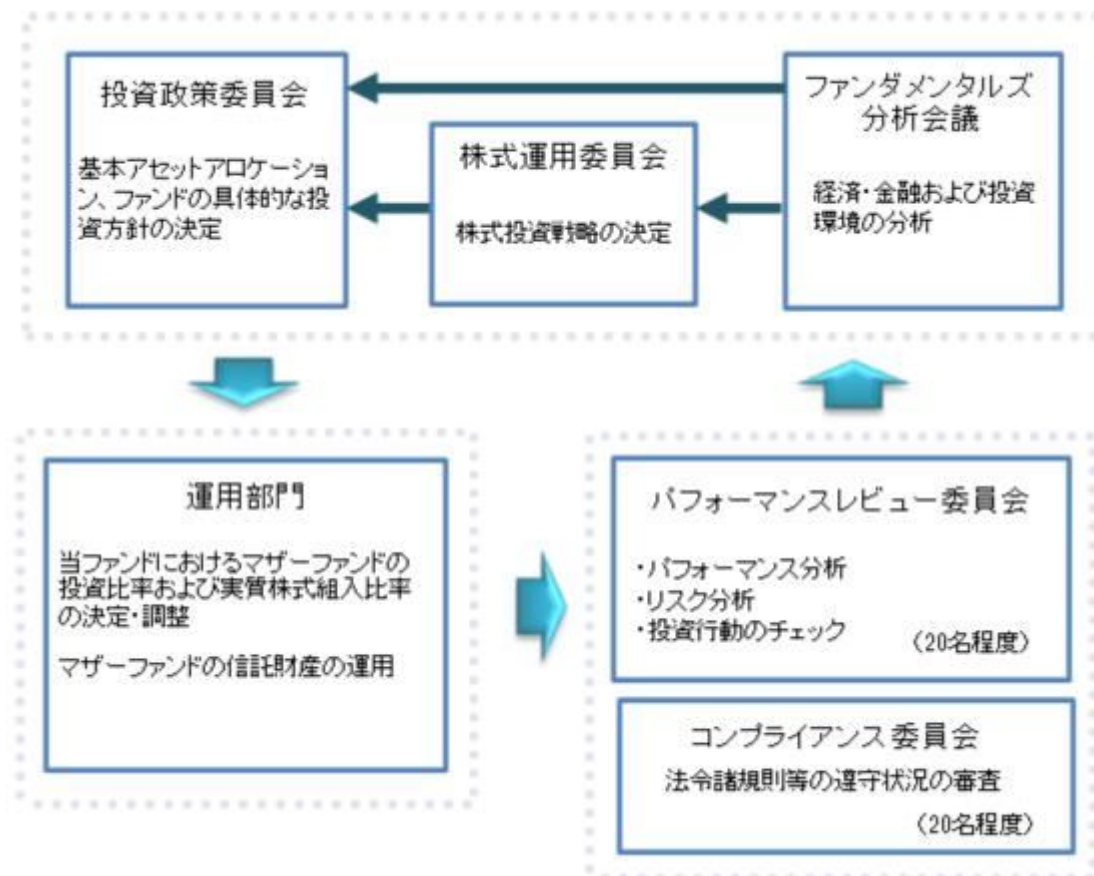 投資政策委員会
基本アセットアロケーショ
ン、ファンドの具体的な投
資方針の決定
株式運用委員会
株式投資戦略の決定
ファンダメンタルズ
分析会議
経済・金融および投資
環境の分析
運用部門
当ファンドにおけるマザーファンドの
投資比率および実質株式組入比率
の決定・調整
マザーファンドの信託財産の運用
パフォーマンスレビュー委員会
・パフォーマンス分析
・リスク分析
・投資行動のチェック
（20名程度）
コンプライアンス委員会
法令諸規則等の遵守状況の審査
（20名程度）